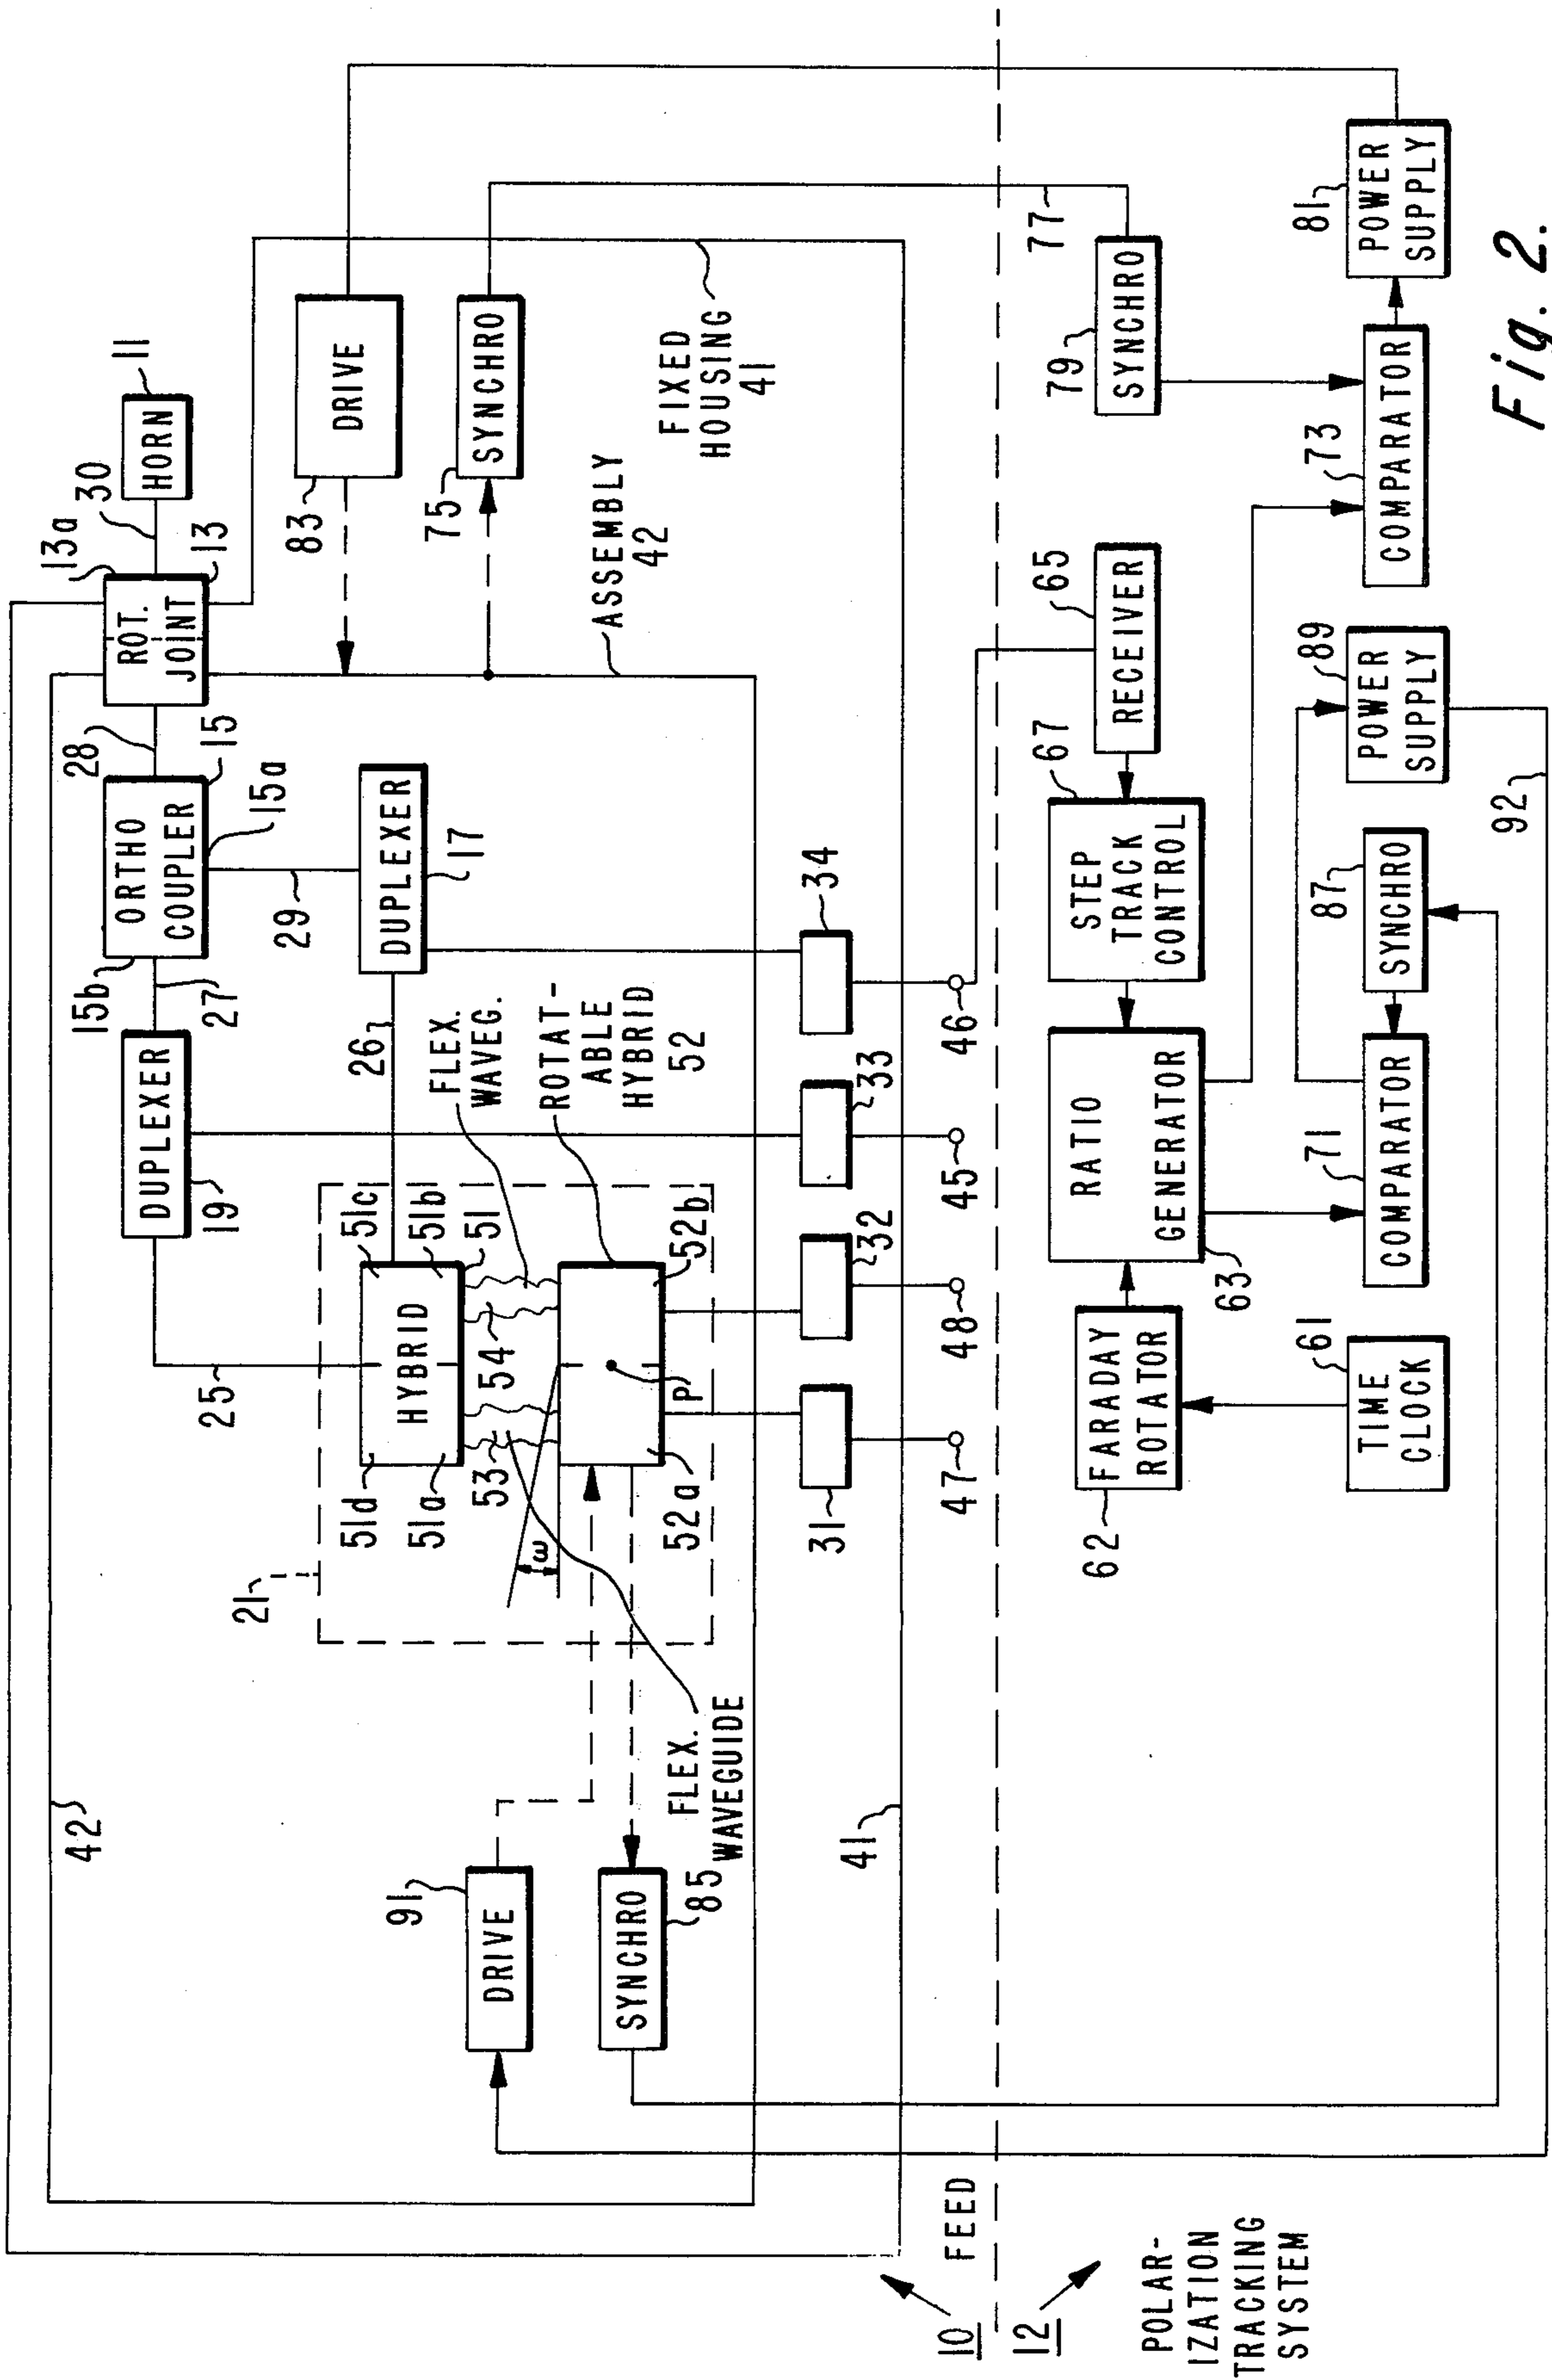 42
13a
30
11
HORN
ROT.
JOINT
13
28
ORTHO
COUPLER
15
15a
15b
27
29
DUPLEXER
19
DUPLEXER
17
25
26
83
DRIVE
75
SYNCHRO
FIXED
HOUSING
41
ASSEMBLY
42
21
51d
51c
HYBRID
51a
51b
51
53
54
FLEX.
WAVEG.
ROTAT-
ABLE
HYBRID
52
ω
P
52a
52b
91
DRIVE
SYNCHRO
85
FLEX.
WAVEGUIDE
31
32
33
34
41
47
48
45
46
10
FEED
12
POLAR-
IZATION
TRACKING
SYSTEM
62
FARADAY
ROTATOR
61
TIME
CLOCK
RATIO
GENERATOR
63
67
STEP
TRACK
CONTROL
65
RECEIVER
77
79
SYNCHRO
71
COMPARATOR
87
SYNCHRO
89
POWER
SUPPLY
92
73
COMPARATOR
81
POWER
SUPPLY
Fig. 2.